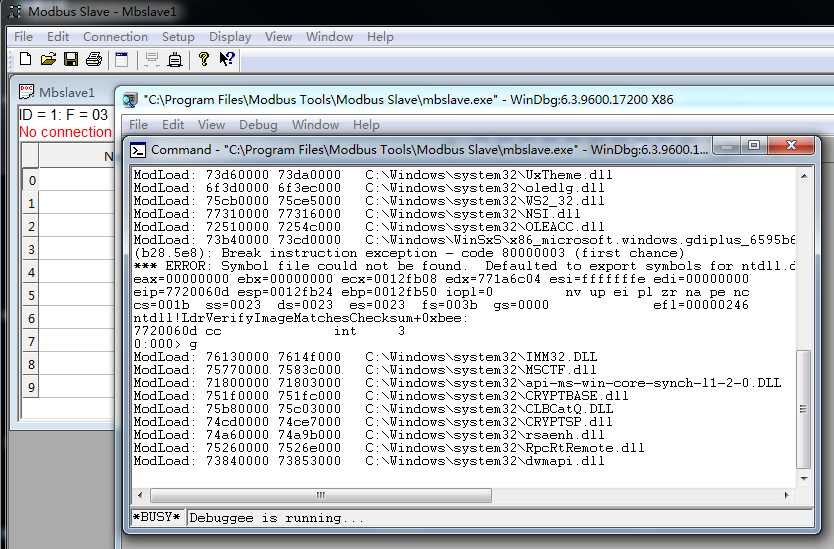 Modbus Slave - Mbslave1
File Edit Connection Setup Display View Window Help
Mbslave1
ID = 1: F = 03
No connection
N
0
1
2
3
4
5
6
7
8
9
"C:\Program Files\Modbus Tools\Modbus Slave\mbslave.exe" - WinDbg:6.3.9600.17200 X86
File Edit View Debug Window Help
Command - "C:\Program Files\Modbus Tools\Modbus Slave\mbslave.exe" - WinDbg:6.3.9600.1...
ModLoad: 73d60000 73da0000 C:\Windows\system32\UxTheme.dll
ModLoad: 6f3d0000 6f3ec000 C:\Windows\system32\oledlg.dll
ModLoad: 75cb0000 75ce5000 C:\Windows\system32\WS2_32.dll
ModLoad: 77310000 77316000 C:\Windows\system32\NSI.dll
ModLoad: 72510000 7254c000 C:\Windows\system32\OLEACC.dll
ModLoad: 73b40000 73cd0000 C:\Windows\WinSxS\x86_microsoft.windows.gdiplus_6595b6
(b28.5e8): Break instruction exception - code 80000003 (first chance)
*** ERROR: Symbol file could not be found. Defaulted to export symbols for ntdll.d
eax=00000000 ebx=00000000 ecx=0012fb08 edx=771a6c04 esi=fffffffe edi=00000000
eip=7720060d esp=0012fb24 ebp=0012fb50 iopl=0 nv up ei pl zr na pe nc
cs=001b ss=0023 ds=0023 es=0023 fs=003b gs=0000 efl=00000246
ntdll!LdrVerifyImageMatchesChecksum+0xbee:
7720060d cc int 3
0:000> g
ModLoad: 76130000 7614f000 C:\Windows\system32\IMM32.DLL
ModLoad: 75770000 7583c000 C:\Windows\system32\MSCTF.dll
ModLoad: 71800000 71803000 C:\Windows\system32\api-ms-win-core-synch-l1-2-0.DLL
ModLoad: 751f0000 751fc000 C:\Windows\system32\CRYPTBASE.dll
ModLoad: 75b80000 75c03000 C:\Windows\system32\CLBCatQ.DLL
ModLoad: 74cd0000 74ce7000 C:\Windows\system32\CRYPTSP.dll
ModLoad: 74a60000 74a9b000 C:\Windows\system32\rsaenh.dll
ModLoad: 75260000 7526e000 C:\Windows\system32\RpcRtRemote.dll
ModLoad: 73840000 73853000 C:\Windows\system32\dwmapi.dll
*BUSY* Debuggee is running...